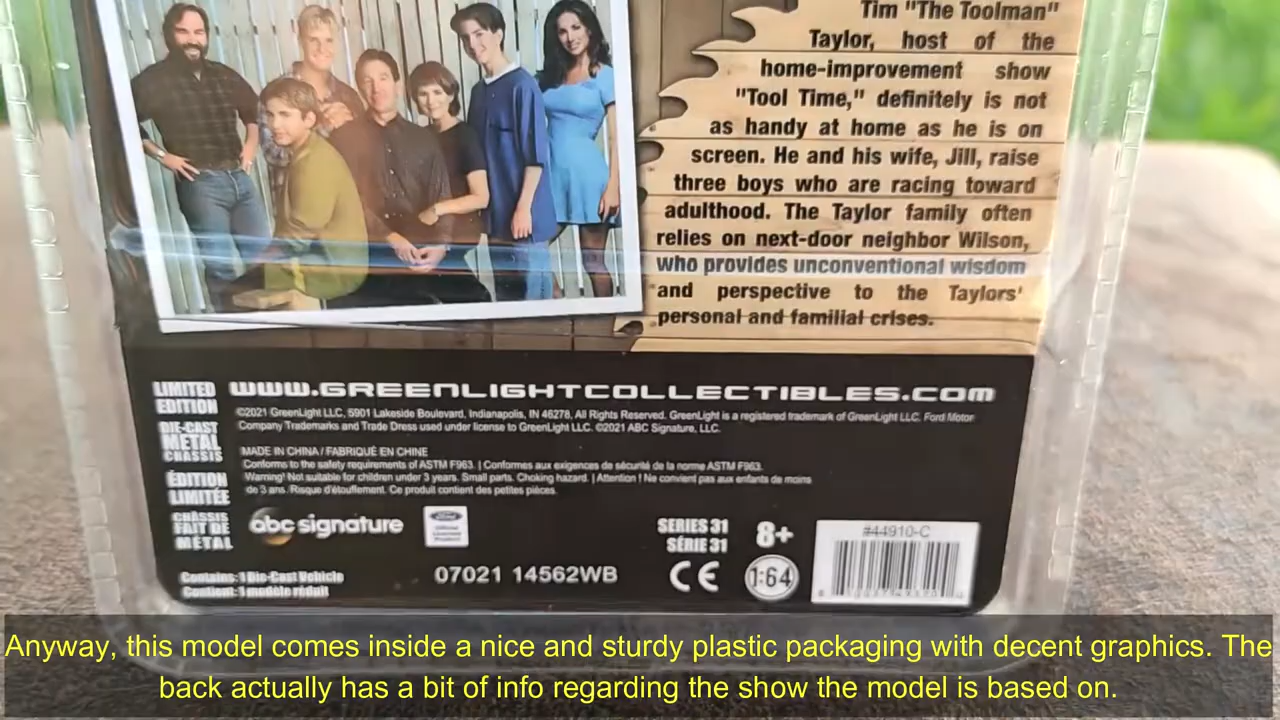 Tim "The Toolman"
Taylor, host of the
home-improvement show
"Tool Time," definitely is not
as handy at home as he is on
screen. He and his wife, Jill, raise
three boys who are racing toward
adulthood. The Taylor family often
relies on next-door neighbor Wilson,
who provides unconventional wisdom
and perspective to the Taylors'
personal and familial crises.
LIMITED
EDITION
DIE-CAST
METAL
CHASSIS
ÉDITION
LIMITÉE
CHÂSSIS
FAIT DE
MÉTAL
WWW.GREENLIGHTCOLLECTIBLES.COM
©2021 GreenLight LLC, 5901 Lakeside Boulevard, Indianapolis, IN 46278, All Rights Reserved. GreenLight is a registered trademark of GreenLight LLC. Ford Motor
Company Trademarks and Trade Dress used under license to GreenLight LLC. ©2021 ABC Signature, LLC.
MADE IN CHINA / FABRIQUÉ EN CHINE
Conforms to the safety requirements of ASTM F963. | Conformes aux exigences de sécurité de la norme ASTM F963.
Warning! Not suitable for children under 3 years. Small parts. Choking hazard. | Attention ! Ne convient pas aux enfants de moins
de 3 ans. Risque d'étouffement. Ce produit contient des petites pièces.
abc signature
Ford
Official
Licensed
Product
SERIES 31
SÉRIE 31
8+
#44910-C
Contains: 1 Die-Cast Vehicle
Contient: 1 modèle réduit
07021 14562WB
CE
1:64
Anyway, this model comes inside a nice and sturdy plastic packaging with decent graphics. The
back actually has a bit of info regarding the show the model is based on.